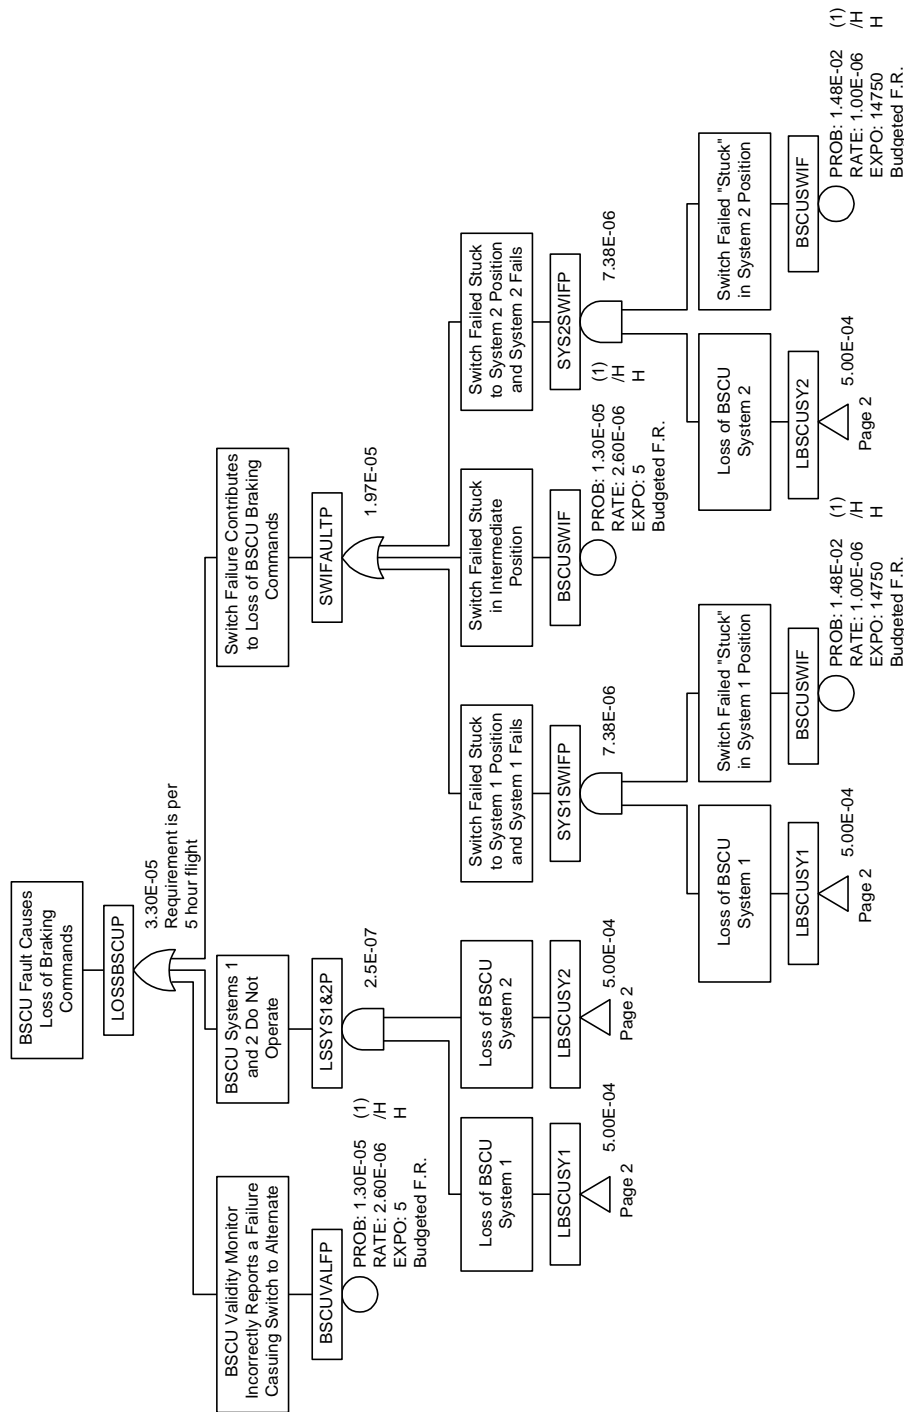 BSCU Fault Causes
Loss of Braking
Commands
LOSSBSCUP
3.30E-05
Requirement is per
5 hour flight
BSCU Validity Monitor
Incorrectly Reports a Failure
Casuing Switch to Alternate
BSCUVALFP
PROB: 1.30E-05 (1)
RATE: 2.60E-06 /H
EXPO: 5 H
Budgeted F.R.
BSCU Systems 1
and 2 Do Not
Operate
LSSYS1&2P
2.5E-07
Switch Failure Contributes
to Loss of BSCU Braking
Commands
SWIFAULTP
1.97E-05
Loss of BSCU
System 1
LBSCUSY1
5.00E-04
Page 2
Loss of BSCU
System 2
LBSCUSY2
5.00E-04
Page 2
Switch Failed Stuck
to System 1 Position
and System 1 Fails
SYS1SWIFP
7.38E-06
Switch Failed Stuck
in Intermediate
Position
BSCUSWIF
PROB: 1.30E-05 (1)
RATE: 2.60E-06 /H
EXPO: 5 H
Budgeted F.R.
Switch Failed Stuck
to System 2 Position
and System 2 Fails
SYS2SWIFP
7.38E-06
Loss of BSCU
System 1
LBSCUSY1
5.00E-04
Page 2
Switch Failed "Stuck"
in System 1 Position
BSCUSWIF
PROB: 1.48E-02 (1)
RATE: 1.00E-06 /H
EXPO: 14750 H
Budgeted F.R.
Loss of BSCU
System 2
LBSCUSY2
5.00E-04
Page 2
Switch Failed "Stuck"
in System 2 Position
BSCUSWIF
PROB: 1.48E-02 (1)
RATE: 1.00E-06 /H
EXPO: 14750 H
Budgeted F.R.